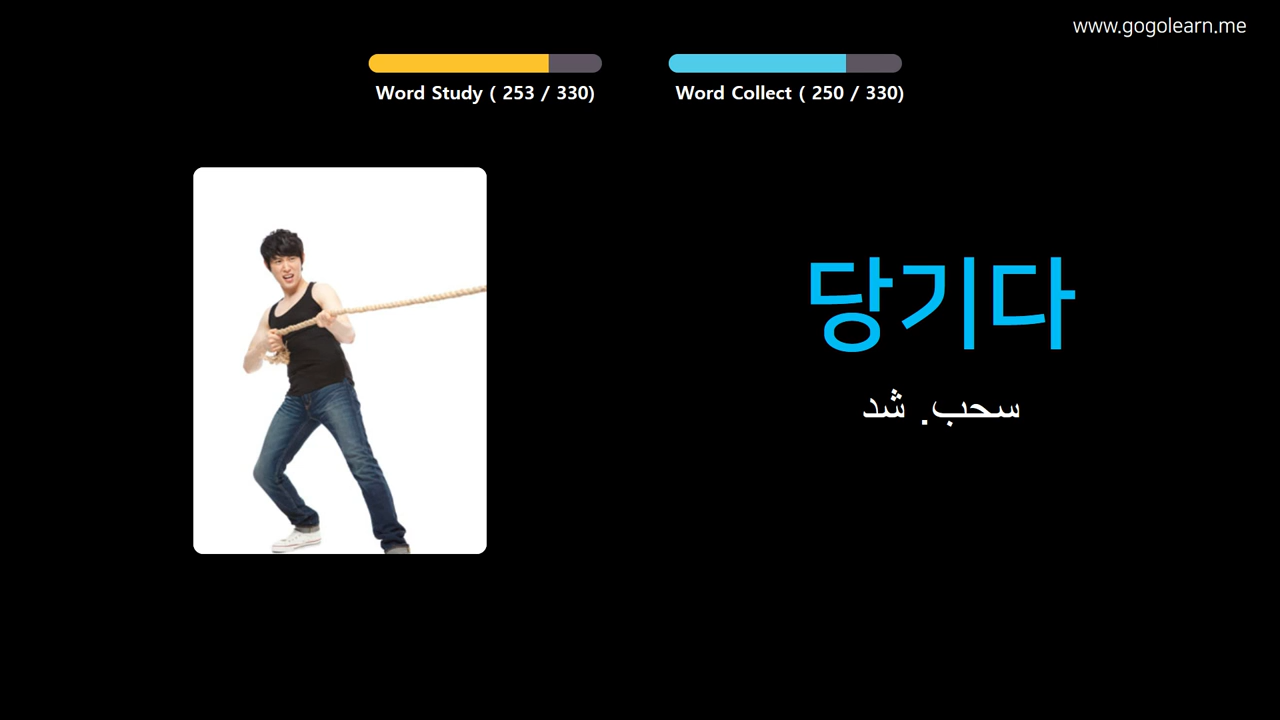 www.gogolearn.me
Word Study ( 253 / 330)
Word Collect ( 250 / 330)
당기다
سحب. شد